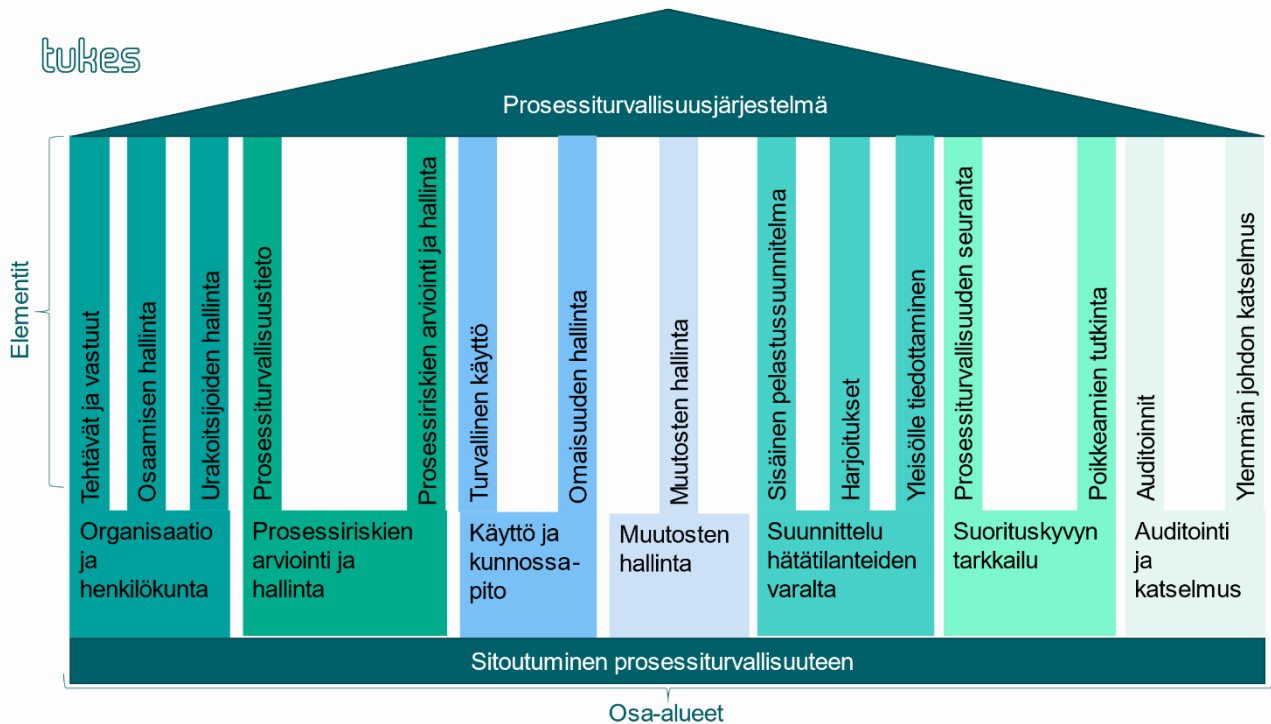 tukes
Prosessiturvallisuusjärjestelmä
Elementit
Tehtävät ja vastuut
Osaamisen hallinta
Urakoitsijoiden hallinta
Prosessiturvallisuustieto
Prosessiriskien arviointi ja hallinta
Turvallinen käyttö
Omaisuuden hallinta
Muutosten hallinta
Sisäinen pelastussuunnitelma
Harjoitukset
Yleisölle tiedottaminen
Prosessiturvallisuuden seuranta
Poikkeamien tutkinta
Auditoinnit
Ylemmän johdon katselmus
Organisaatio
ja
henkilökunta
Prosessiriskien
arviointi ja
hallinta
Käyttö ja
kunnossa-
pito
Muutosten
hallinta
Suunnittelu
hätätilanteiden
varalta
Suorituskyvyn
tarkkailu
Auditointi
ja
katselmus
Sitoutuminen prosessiturvallisuuteen
Osa-alueet